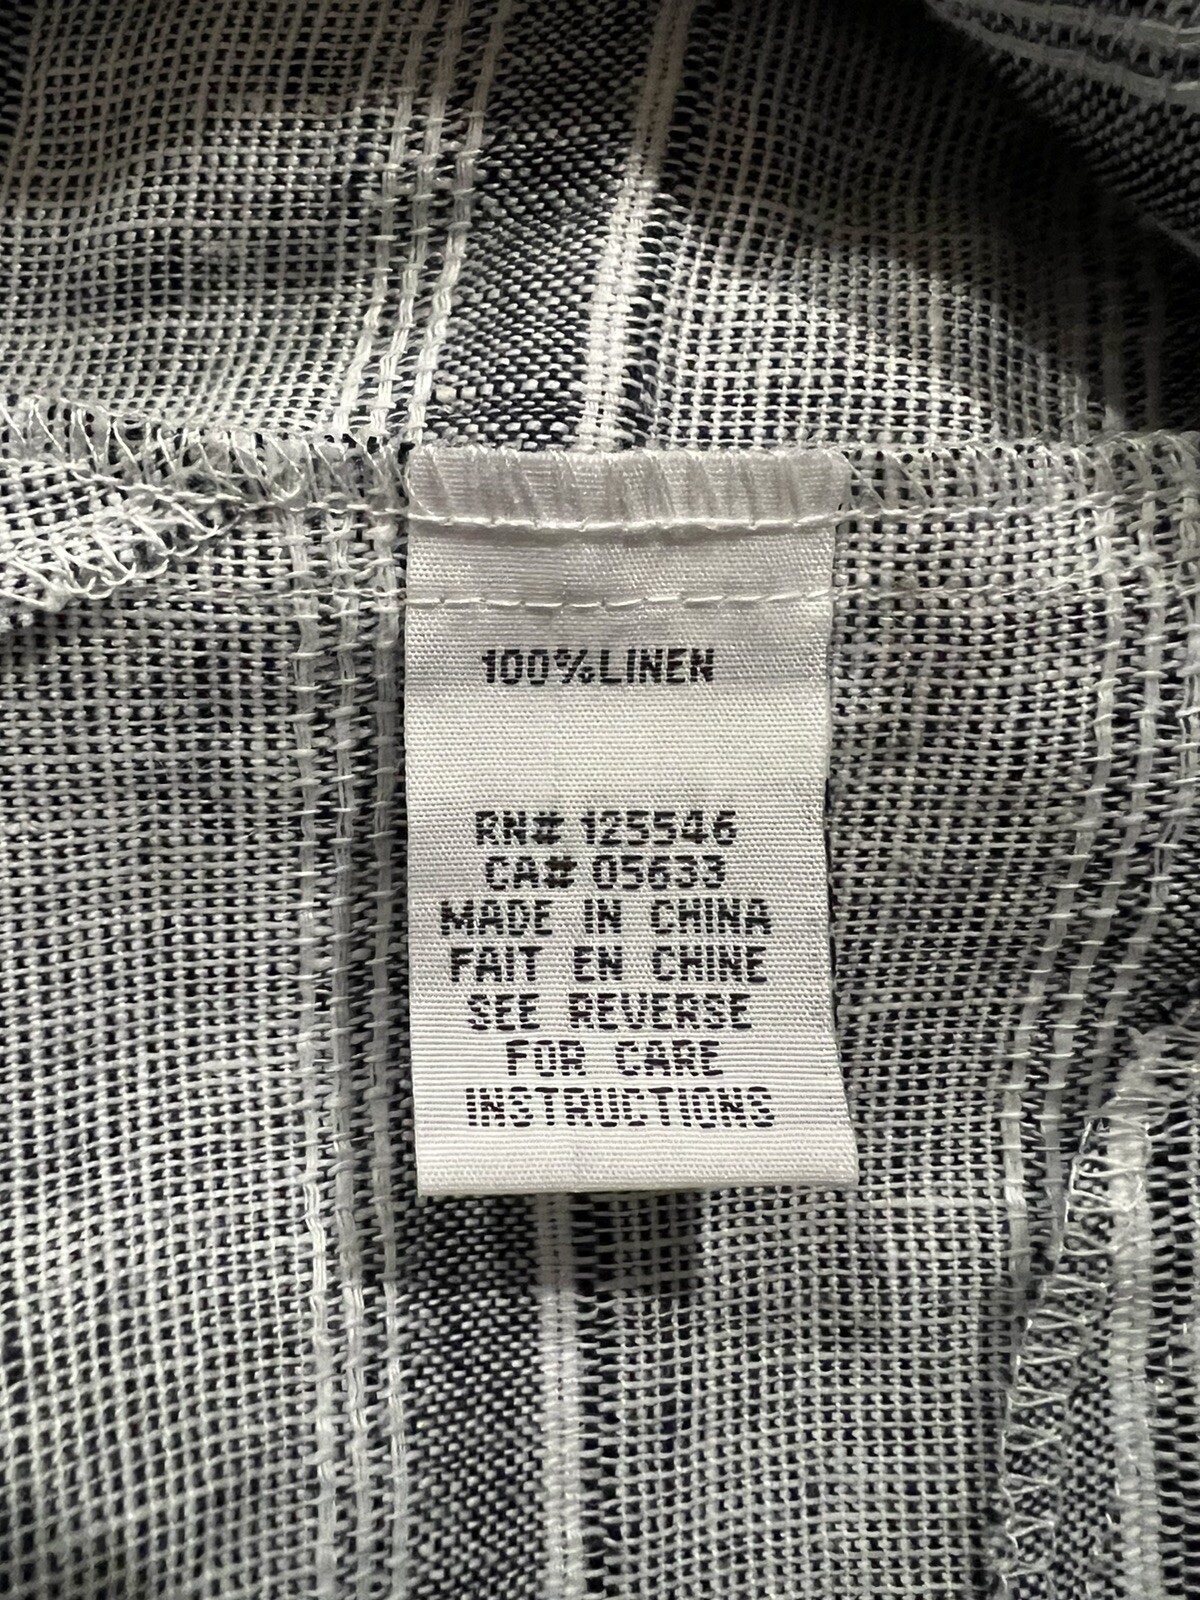 100%LINEN
RN# 125546
CA# 05633
MADE IN CHINA
FAIT EN CHINE
SEE REVERSE
FOR CARE
INSTRUCTIONS